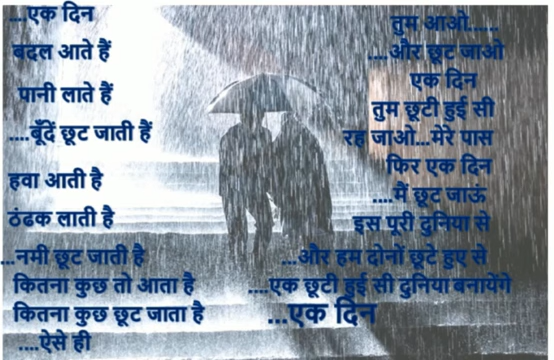 ....एक दिन
बदल आते हैं
पानी लाते हैं
....बूँदें छूट जाती हैं
हवा आती है
ठंढक लाती है
...नमी छूट जाती है
कितना कुछ तो आता है
कितना कुछ छूट जाता है
....ऐसे ही
तुम आओ......
....और छूट जाओ
एक दिन
तुम छूटी हुई सी
रह जाओ...मेरे पास
फिर एक दिन
....मैं छूट जाऊं
इस पूरी दुनिया से
...और हम दोनों छूटे हुए से
....एक छूटी हुई सी दुनिया बनायेंगे
...एक दिन